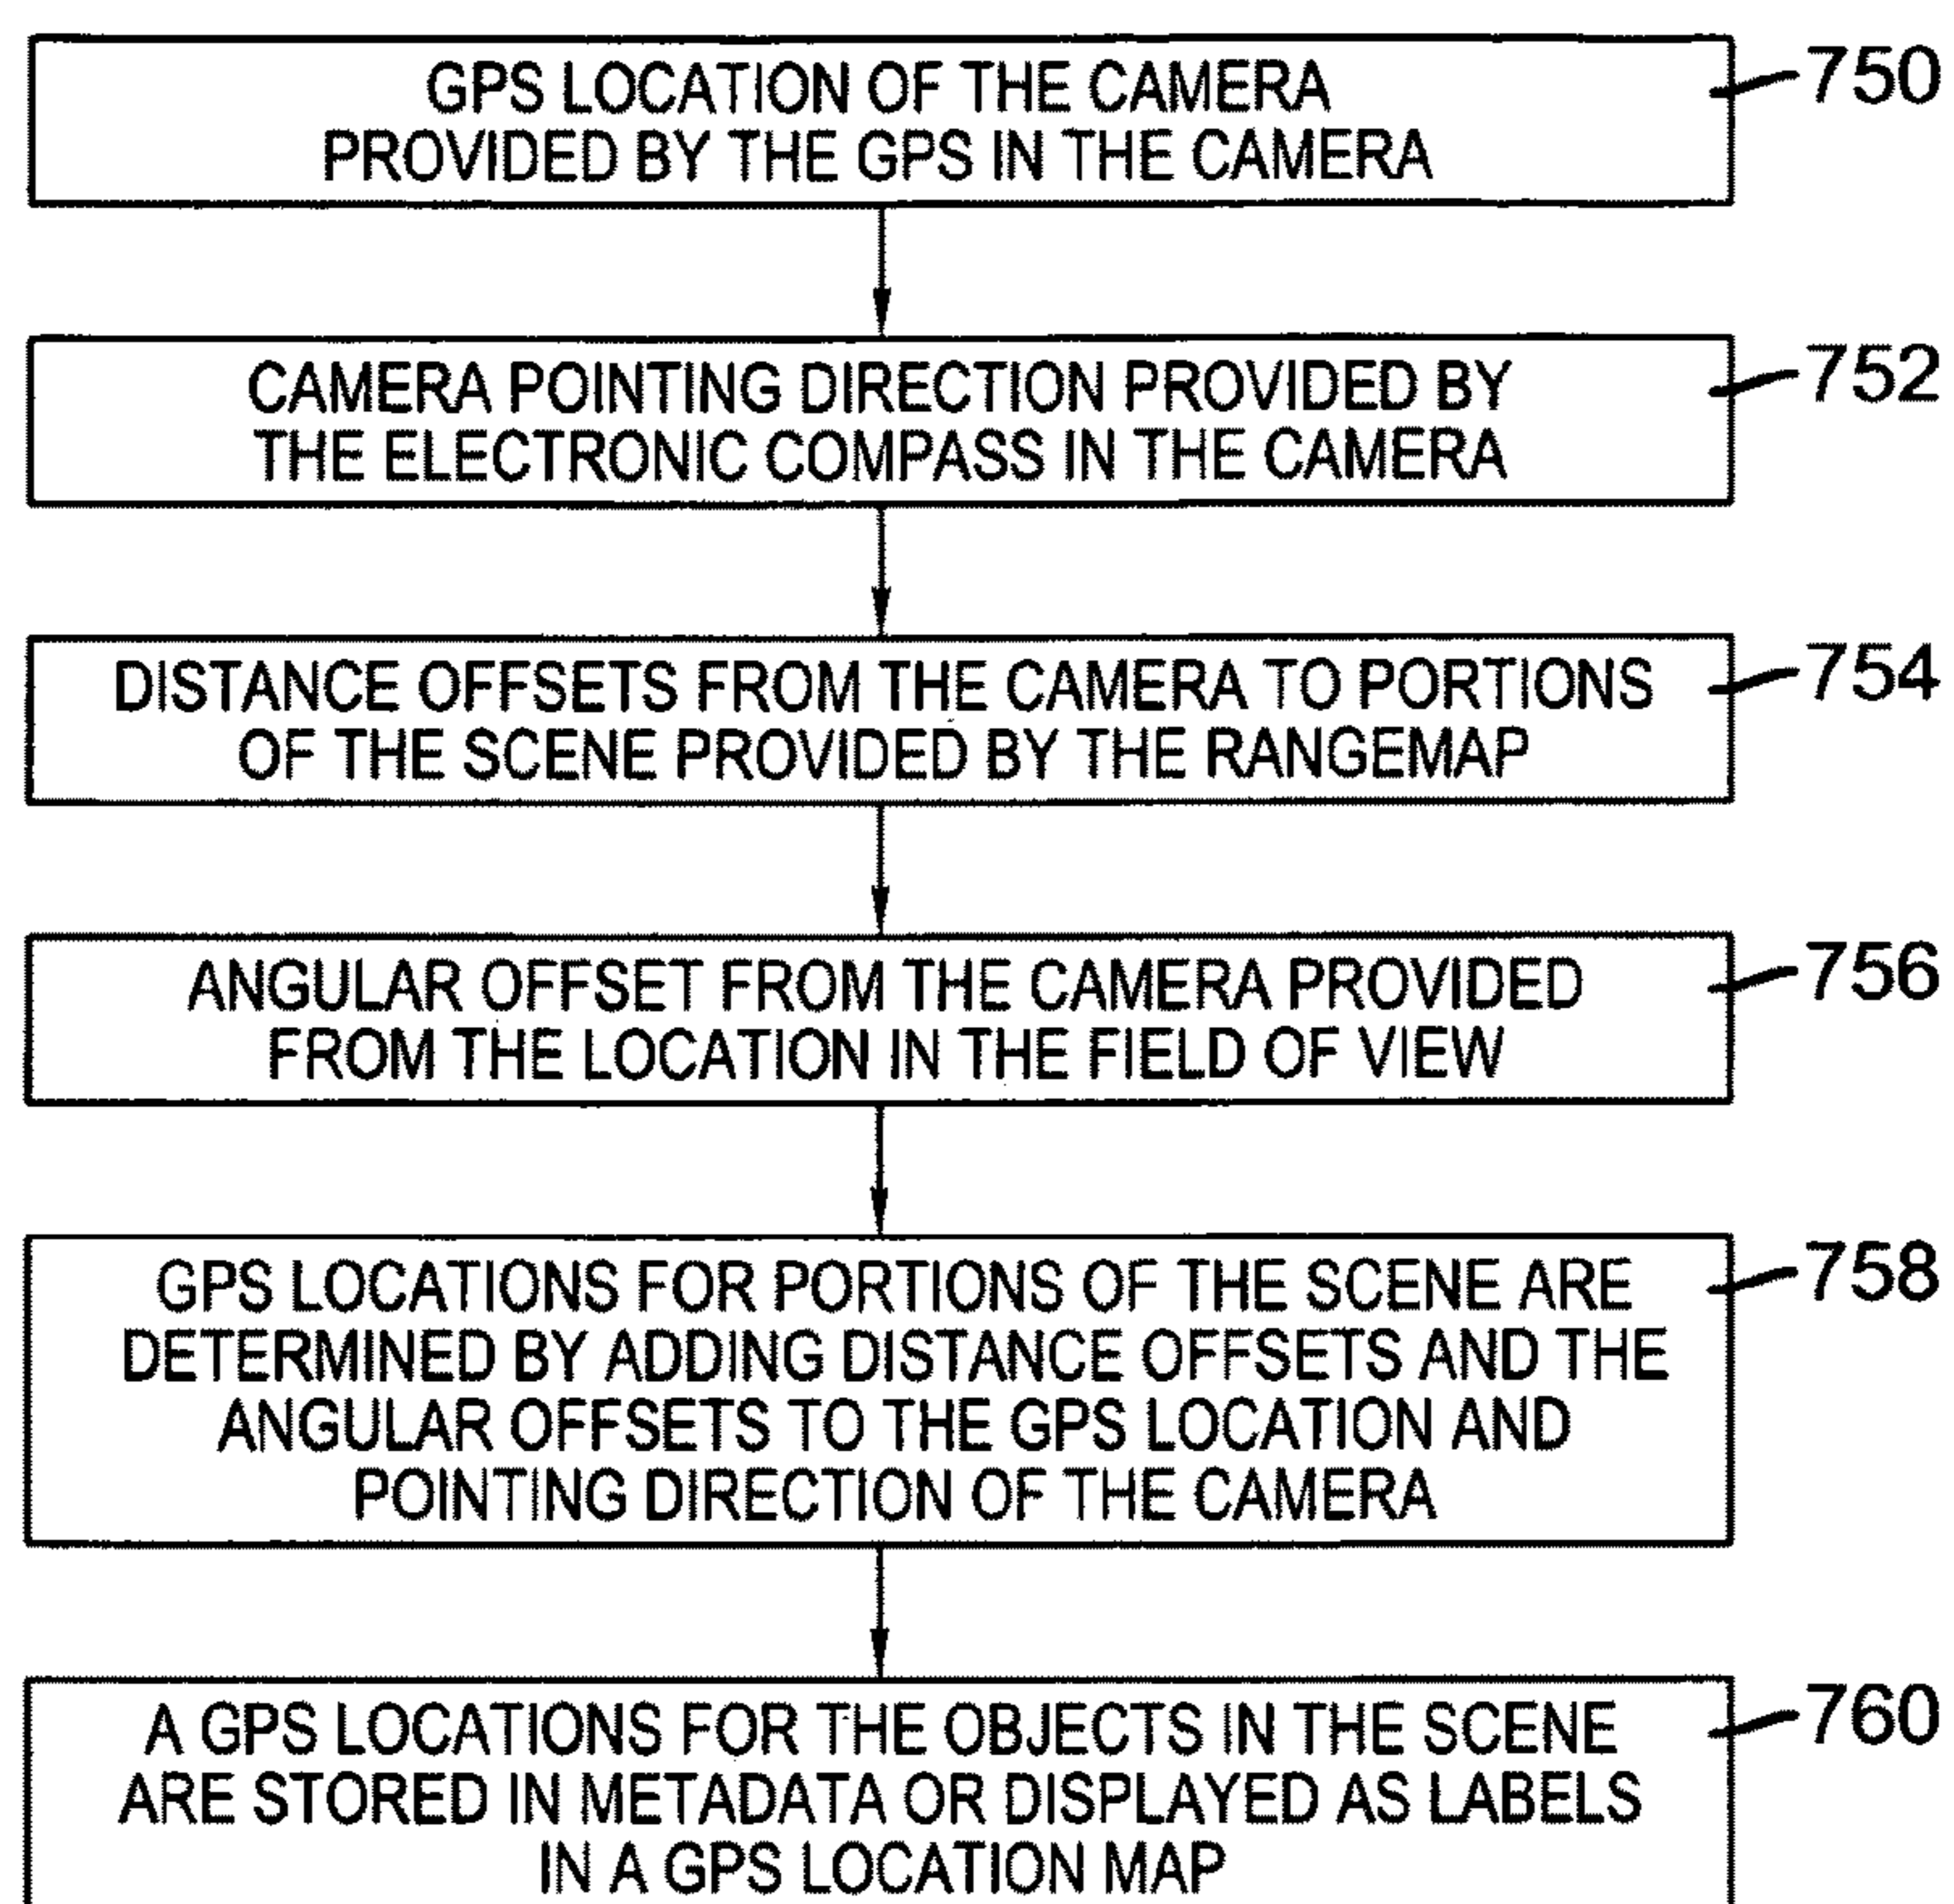 GPS LOCATION OF THE CAMERA
PROVIDED BY THE GPS IN THE CAMERA
750
CAMERA POINTING DIRECTION PROVIDED BY
THE ELECTRONIC COMPASS IN THE CAMERA
752
DISTANCE OFFSETS FROM THE CAMERA TO PORTIONS
OF THE SCENE PROVIDED BY THE RANGEMAP
754
ANGULAR OFFSET FROM THE CAMERA PROVIDED
FROM THE LOCATION IN THE FIELD OF VIEW
756
GPS LOCATIONS FOR PORTIONS OF THE SCENE ARE
DETERMINED BY ADDING DISTANCE OFFSETS AND THE
ANGULAR OFFSETS TO THE GPS LOCATION AND
POINTING DIRECTION OF THE CAMERA
758
A GPS LOCATIONS FOR THE OBJECTS IN THE SCENE
ARE STORED IN METADATA OR DISPLAYED AS LABELS
IN A GPS LOCATION MAP
760